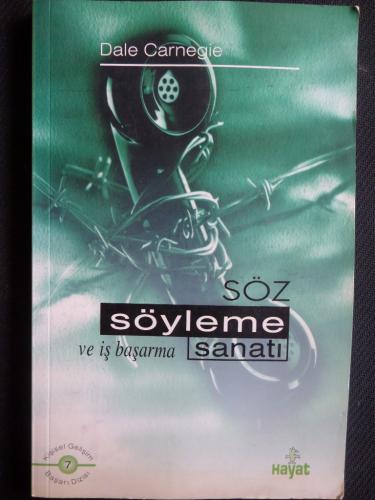 Dale Carnegie
SÖZ
söyleme
ve iş başarma sanatı
Kişisel Gelişim
7
Başarı Dizisi
Hayat